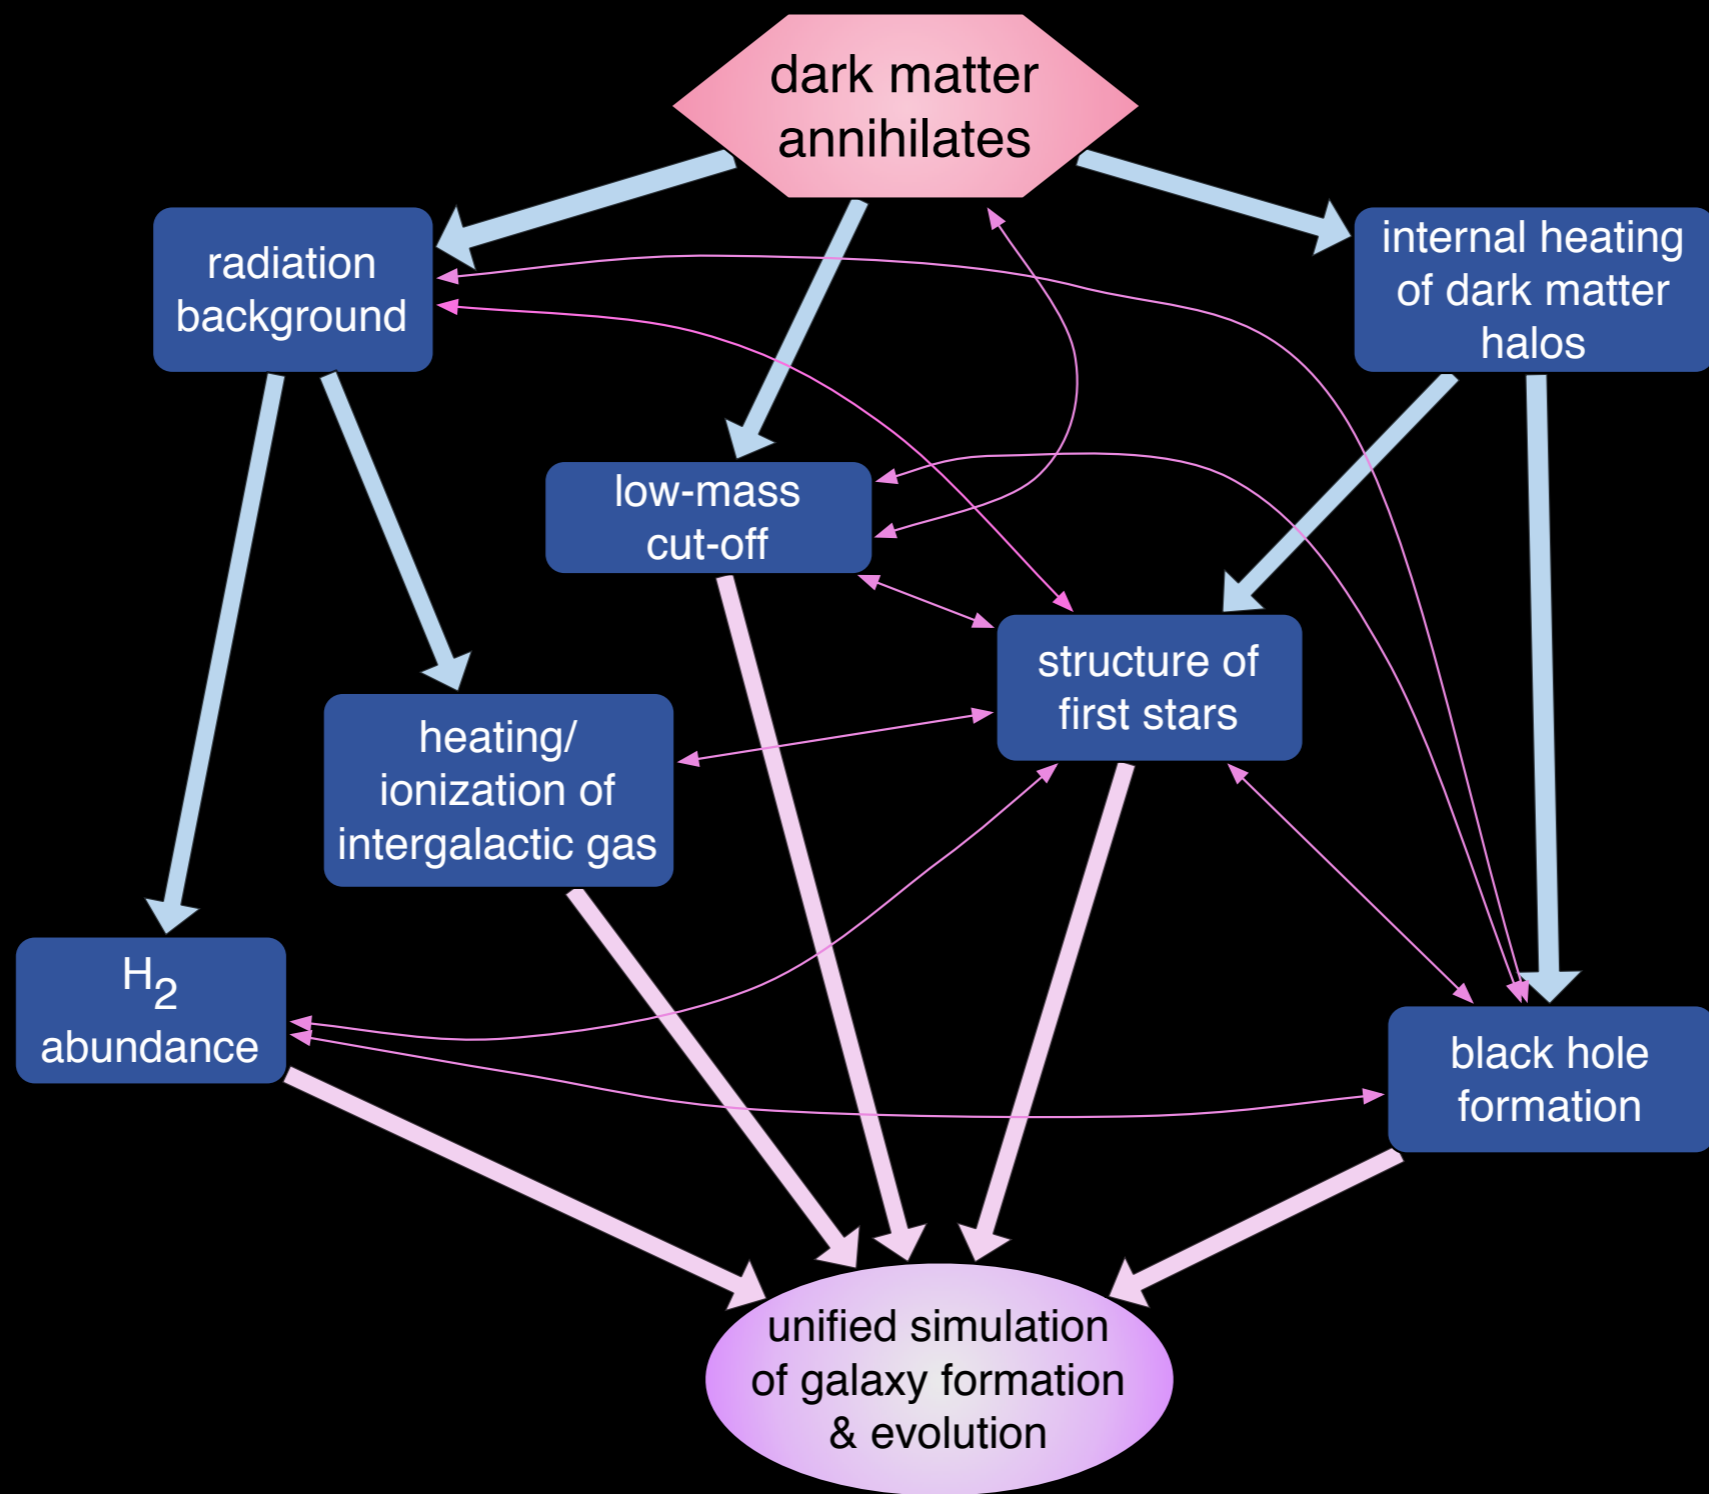 dark matter
annihilates
radiation
background
internal heating
of dark matter
halos
low-mass
cut-off
structure of
first stars
heating/
ionization of
intergalactic gas
H₂
abundance
black hole
formation
unified simulation
of galaxy formation
& evolution